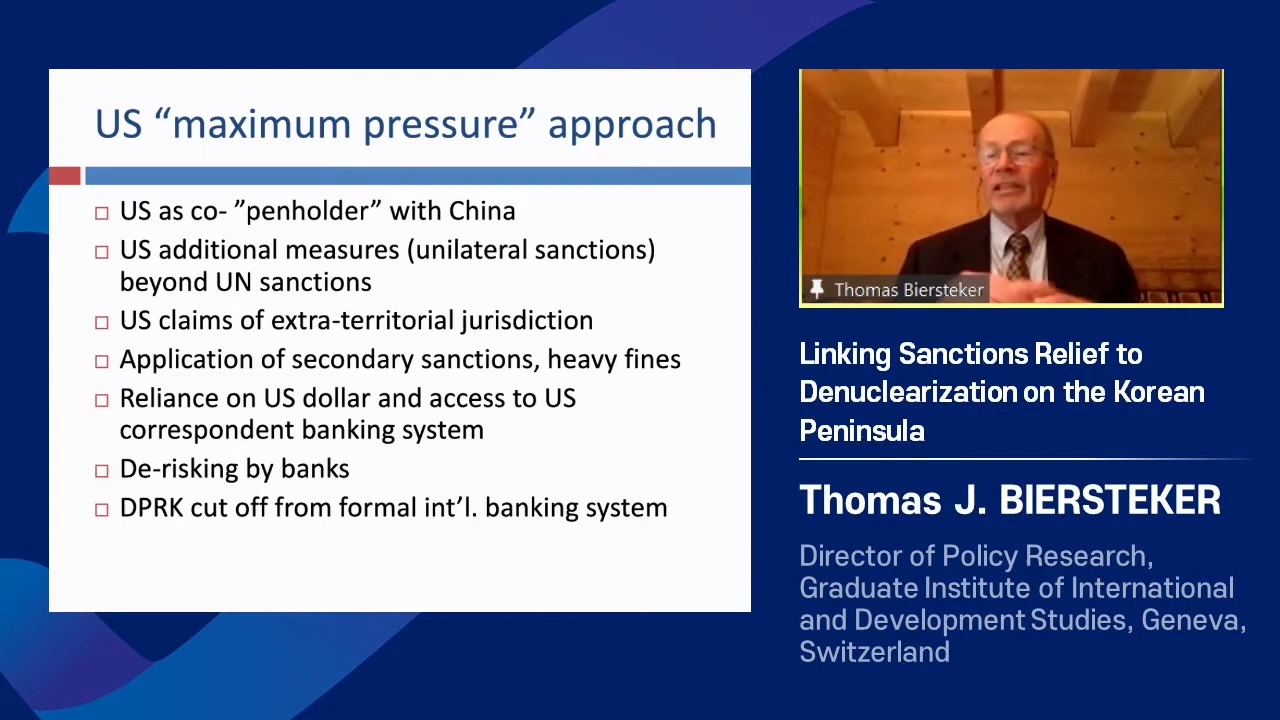 US “maximum pressure” approach
US as co- ”penholder” with China
US additional measures (unilateral sanctions)
beyond UN sanctions
US claims of extra-territorial jurisdiction
Application of secondary sanctions, heavy fines
Reliance on US dollar and access to US
correspondent banking system
De-risking by banks
DPRK cut off from formal int’l. banking system
Thomas Biersteker
Linking Sanctions Relief to
Denuclearization on the Korean
Peninsula
Thomas J. BIERSTEKER
Director of Policy Research,
Graduate Institute of International
and Development Studies, Geneva,
Switzerland